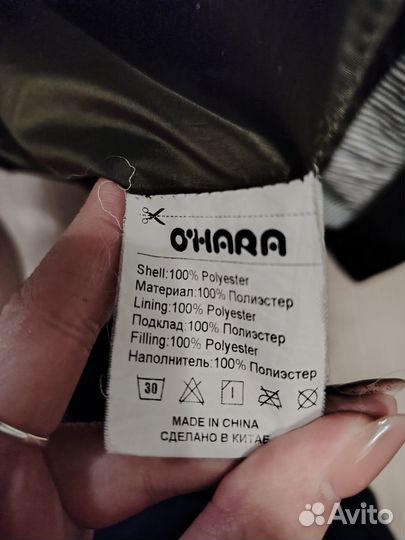 O'HARA
Shell:100% Polyester
Материал:100% Полиэстер
Lining:100% Polyester
Подклад:100% Полиэстер
Filling:100% Polyester
Наполнитель:100% Полиэстер
30
MADE IN CHINA
СДЕЛАНО В КИТАЕ
Avito